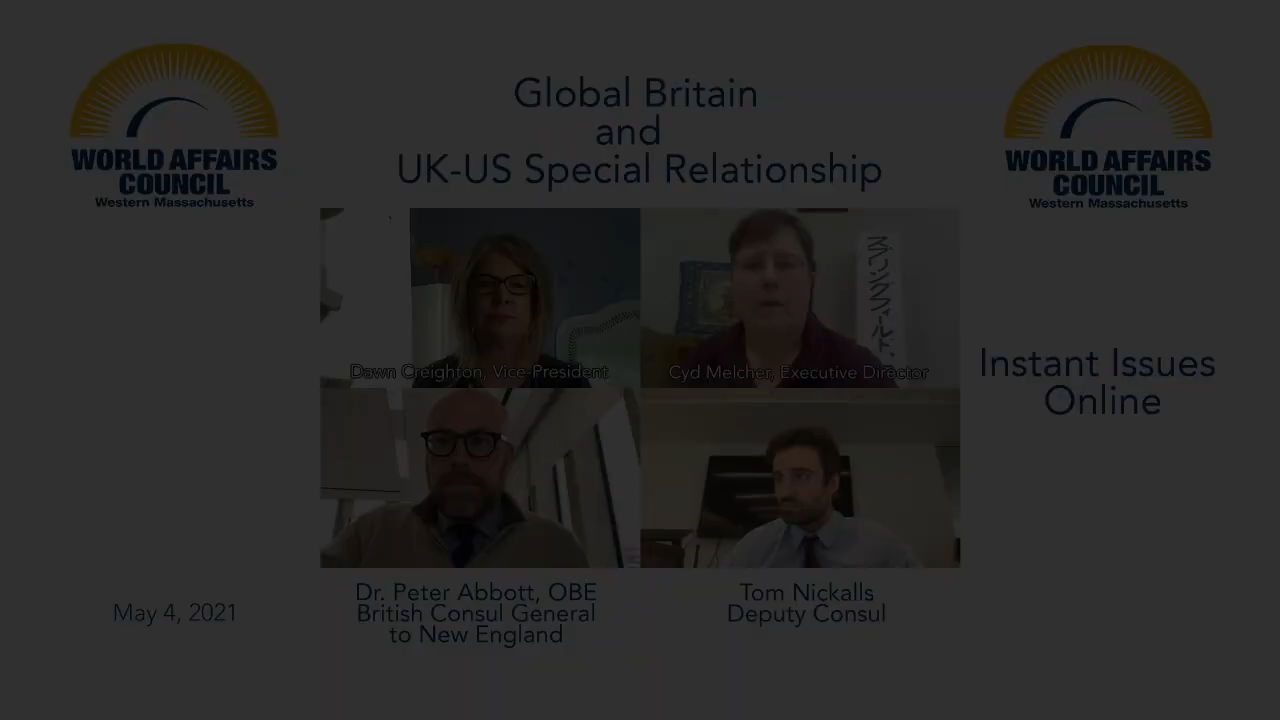 WORLD AFFAIRS
COUNCIL
Western Massachusetts
Global Britain
and
UK-US Special Relationship
WORLD AFFAIRS
COUNCIL
Western Massachusetts
Dawn Creighton, Vice-President
Cyd Melcher, Executive Director
Instant Issues
Online
May 4, 2021
Dr. Peter Abbott, OBE
British Consul General
to New England
Tom Nickalls
Deputy Consul